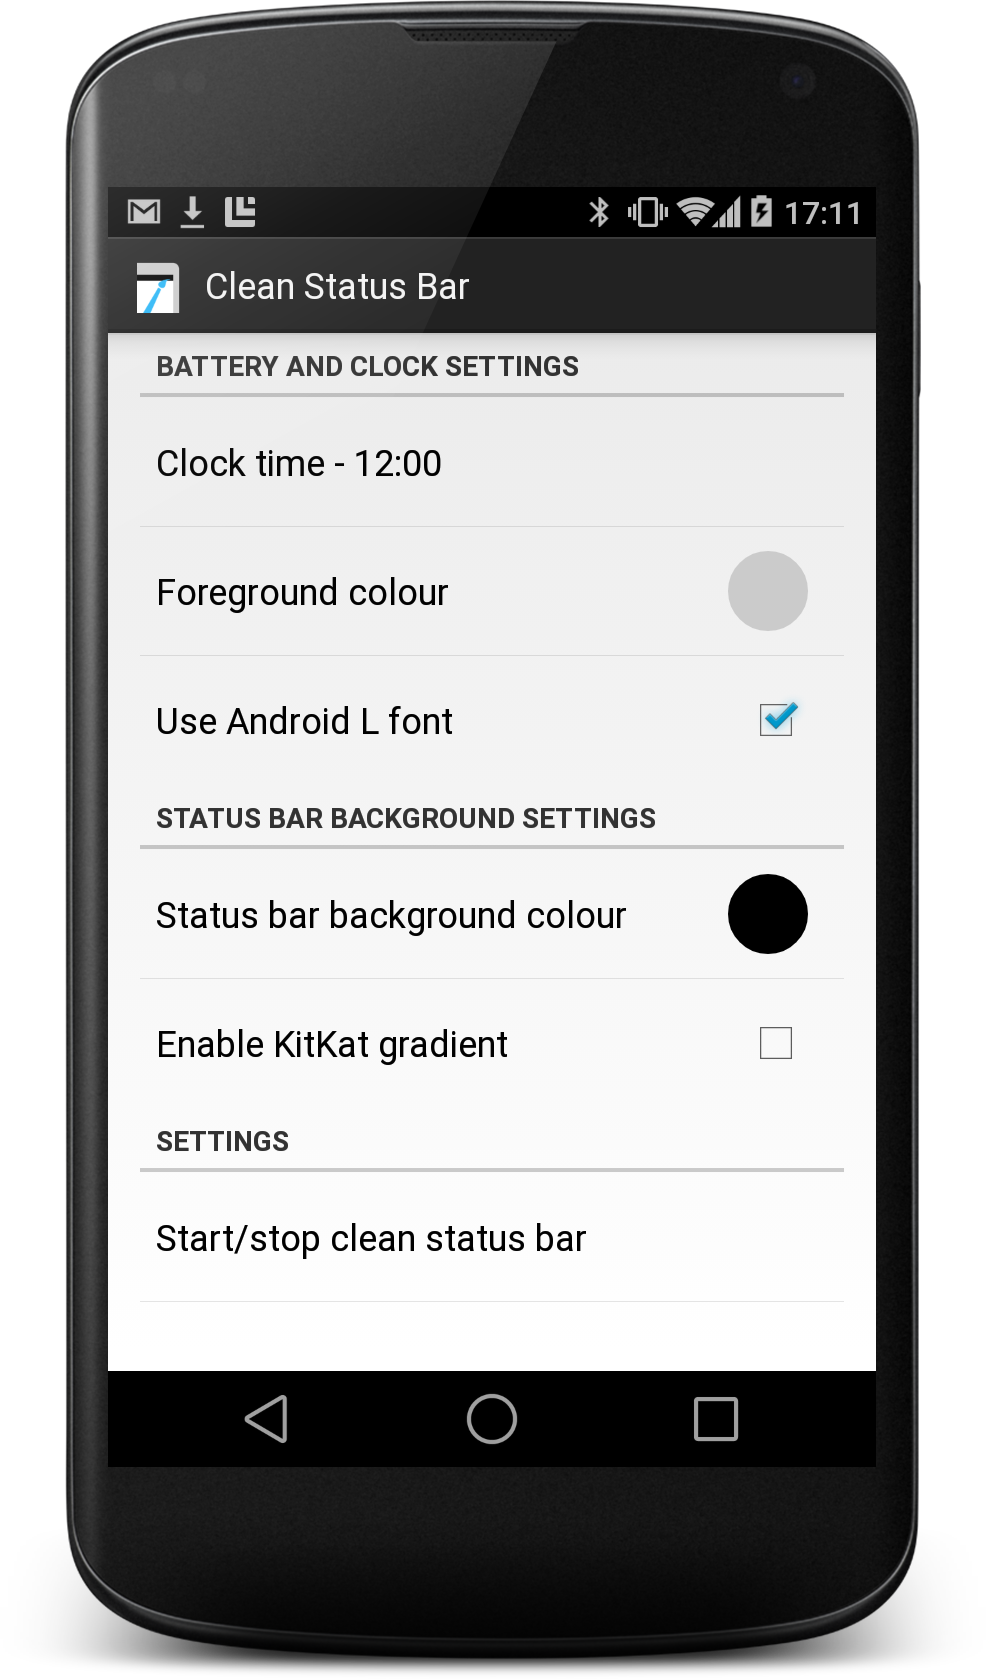 17:11
Clean Status Bar
BATTERY AND CLOCK SETTINGS
Clock time - 12:00
Foreground colour
Use Android L font
STATUS BAR BACKGROUND SETTINGS
Status bar background colour
Enable KitKat gradient
SETTINGS
Start/stop clean status bar